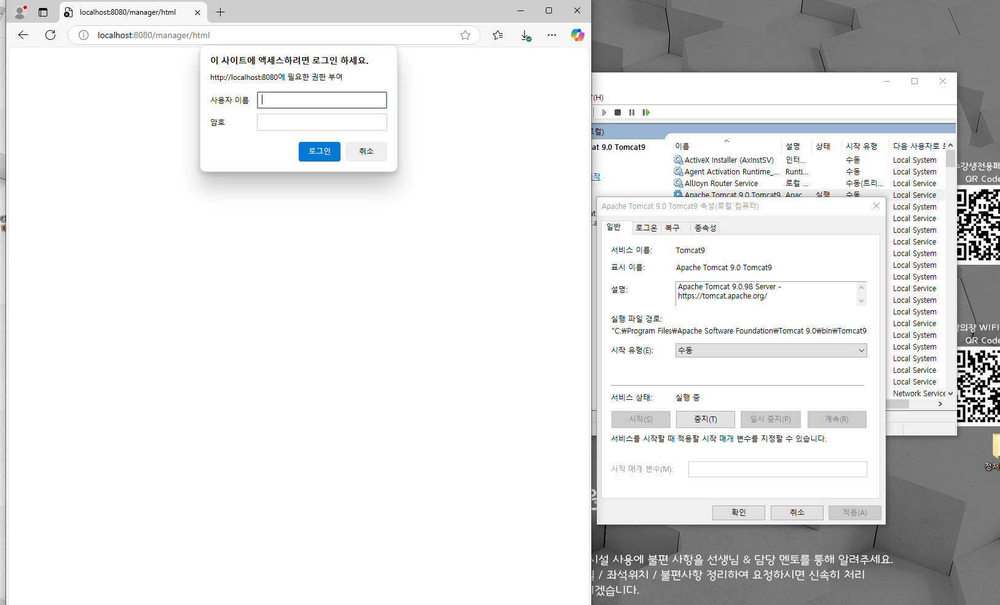 localhost:8080/manager/html
localhost:8080/manager/html
이 사이트에 액세스하려면 로그인 하세요.
http://localhost:8080에 필요한 권한 부여
사용자 이름
암호
로그인
취소
(H)
컬)
at 9.0 Tomcat9
작
이름
설명
상태
시작 유형
다음 사용자로
ActiveX Installer (AxInstSV)
인터...
수동
Local System
Agent Activation Runtime_...
Runti...
수동
Local System
AllJoyn Router Service
로컬 ...
수동(트리...
Local Service
Apache Tomcat 9.0 Tomcat9
Apac...
실행
수동
Local Service
Local System
Local Service
Local System
Local Service
Local System
Local System
Local System
Local Service
Local System
Local System
Local Service
Local System
Local System
Local System
Local Service
Local Service
Network Service
Apache Tomcat 9.0 Tomcat9 속성(로컬 컴퓨터)
일반
로그온
복구
종속성
서비스 이름:
Tomcat9
표시 이름:
Apache Tomcat 9.0 Tomcat9
설명:
Apache Tomcat 9.0.98 Server -
https://tomcat.apache.org/
실행 파일 경로:
"C:₩Program Files₩Apache Software Foundation₩Tomcat 9.0₩bin₩Tomcat9
시작 유형(E):
수동
서비스 상태:
실행 중
시작(S)
중지(T)
일시 중지(P)
계속(R)
서비스를 시작할 때 적용할 시작 매개 변수를 지정할 수 있습니다.
시작 매개 변수(M):
확인
취소
적용(A)
수강생전용페
QR Code
의장 WIFI
QR Code
정처
시설 사용에 불편 사항을 선생님 & 담당 멘토를 통해 알려주세요.
/ 좌석위치 / 불편사항 정리하여 요청하시면 신속히 처리
겠습니다.